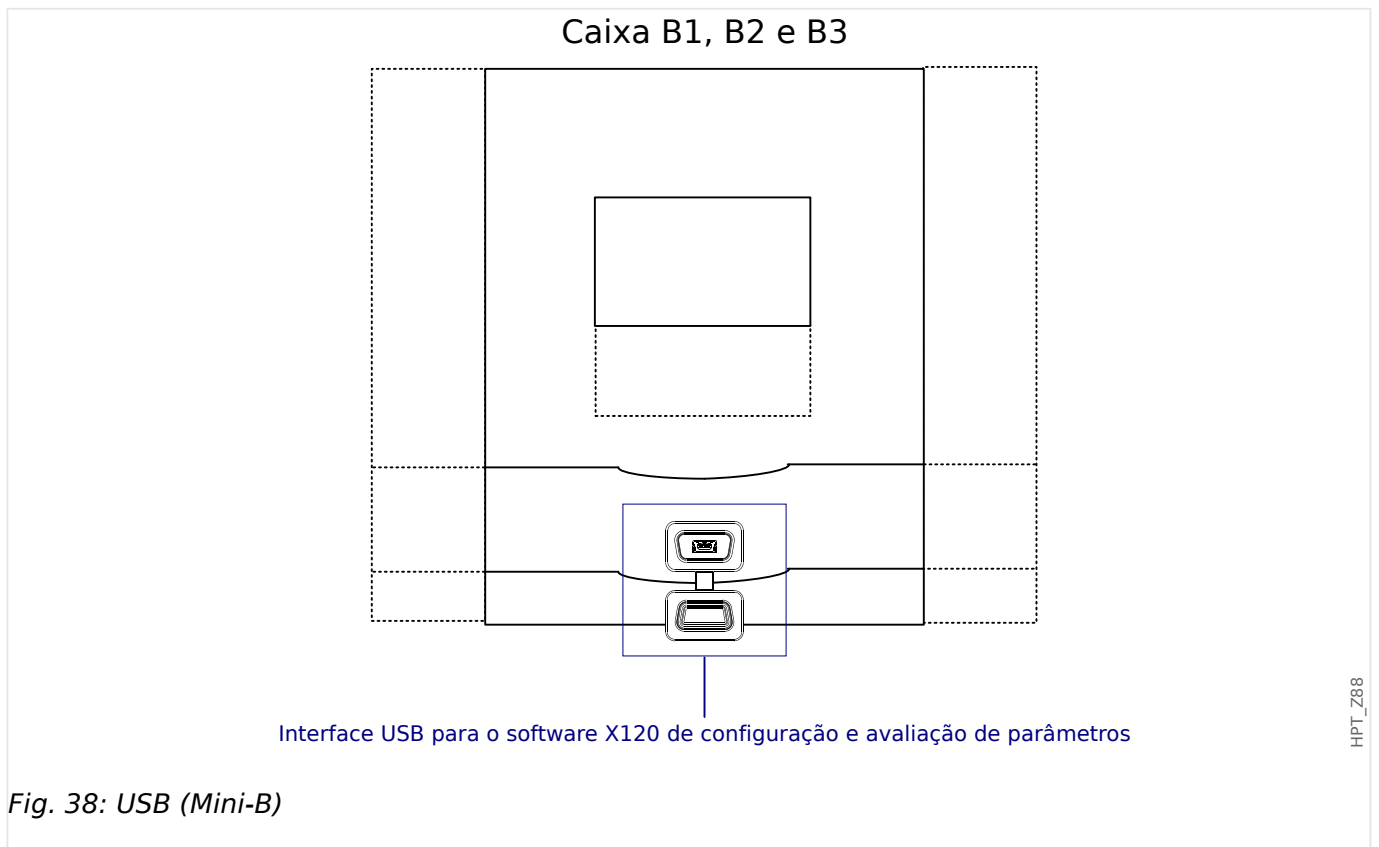 Caixa B1, B2 e B3
Interface USB para o software X120 de configuração e avaliação de parâmetros
HPT_Z88
Fig. 38: USB (Mini-B)